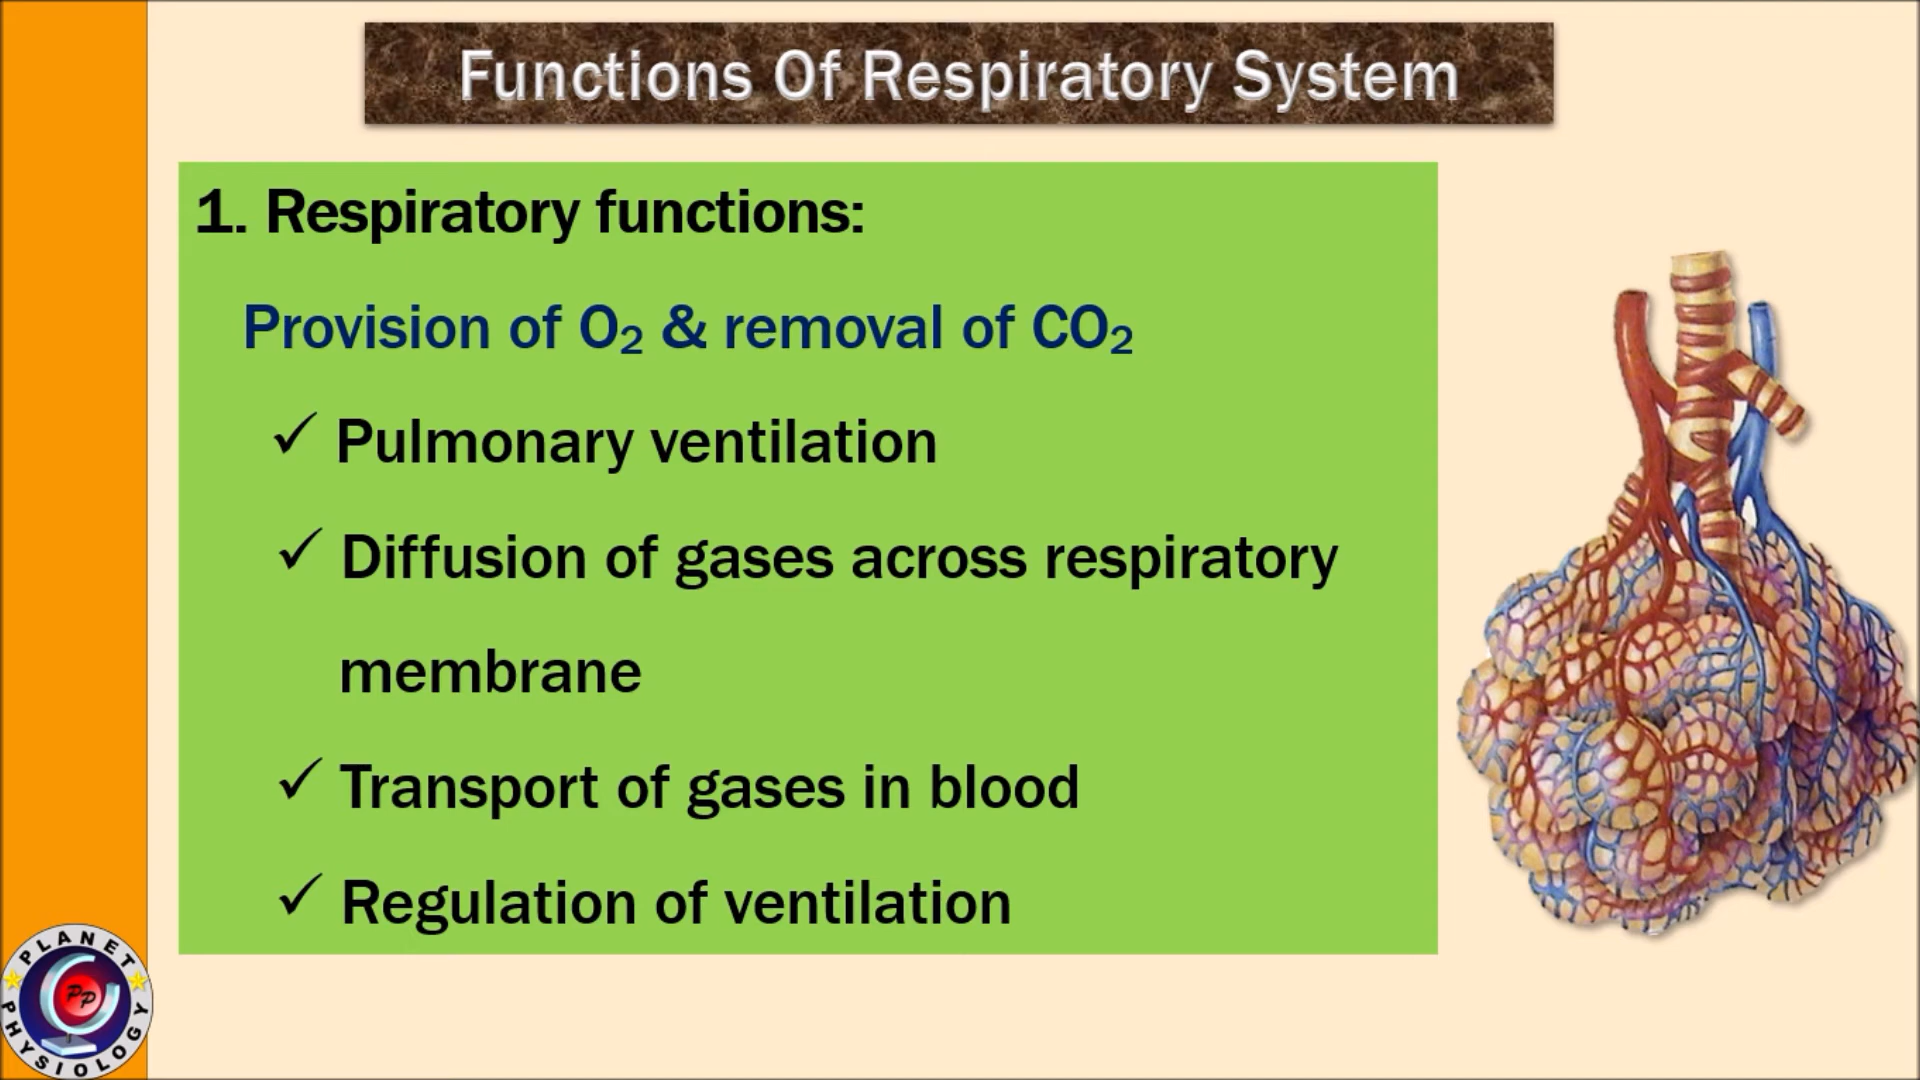 Functions Of Respiratory System
1. Respiratory functions:
Provision of O₂ & removal of CO₂
✓ Pulmonary ventilation
✓ Diffusion of gases across respiratory
membrane
✓ Transport of gases in blood
✓ Regulation of ventilation
PLANET
PP
PHYSIOLOGY